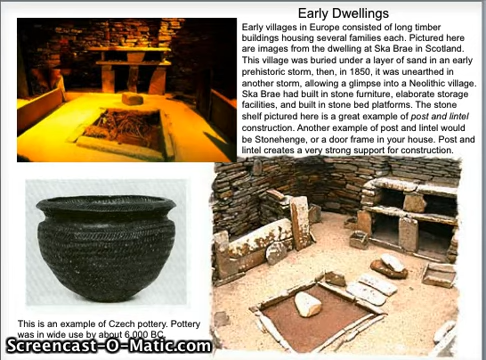 Early Dwellings
Early villages in Europe consisted of long timber
buildings housing several families each. Pictured here
are images from the dwelling at Ska Brae in Scotland.
This village was buried under a layer of sand in an early
prehistoric storm, then, in 1850, it was unearthed in
another storm, allowing a glimpse into a Neolithic village.
Ska Brae had built in stone furniture, elaborate storage
facilities, and built in stone bed platforms. The stone
shelf pictured here is a great example of post and lintel
construction. Another example of post and lintel would
be Stonehenge, or a door frame in your house. Post and
lintel creates a very strong support for construction.
This is an example of Czech pottery. Pottery
was in wide use by about 6,000 BC.
Screencast-O-Matic.com